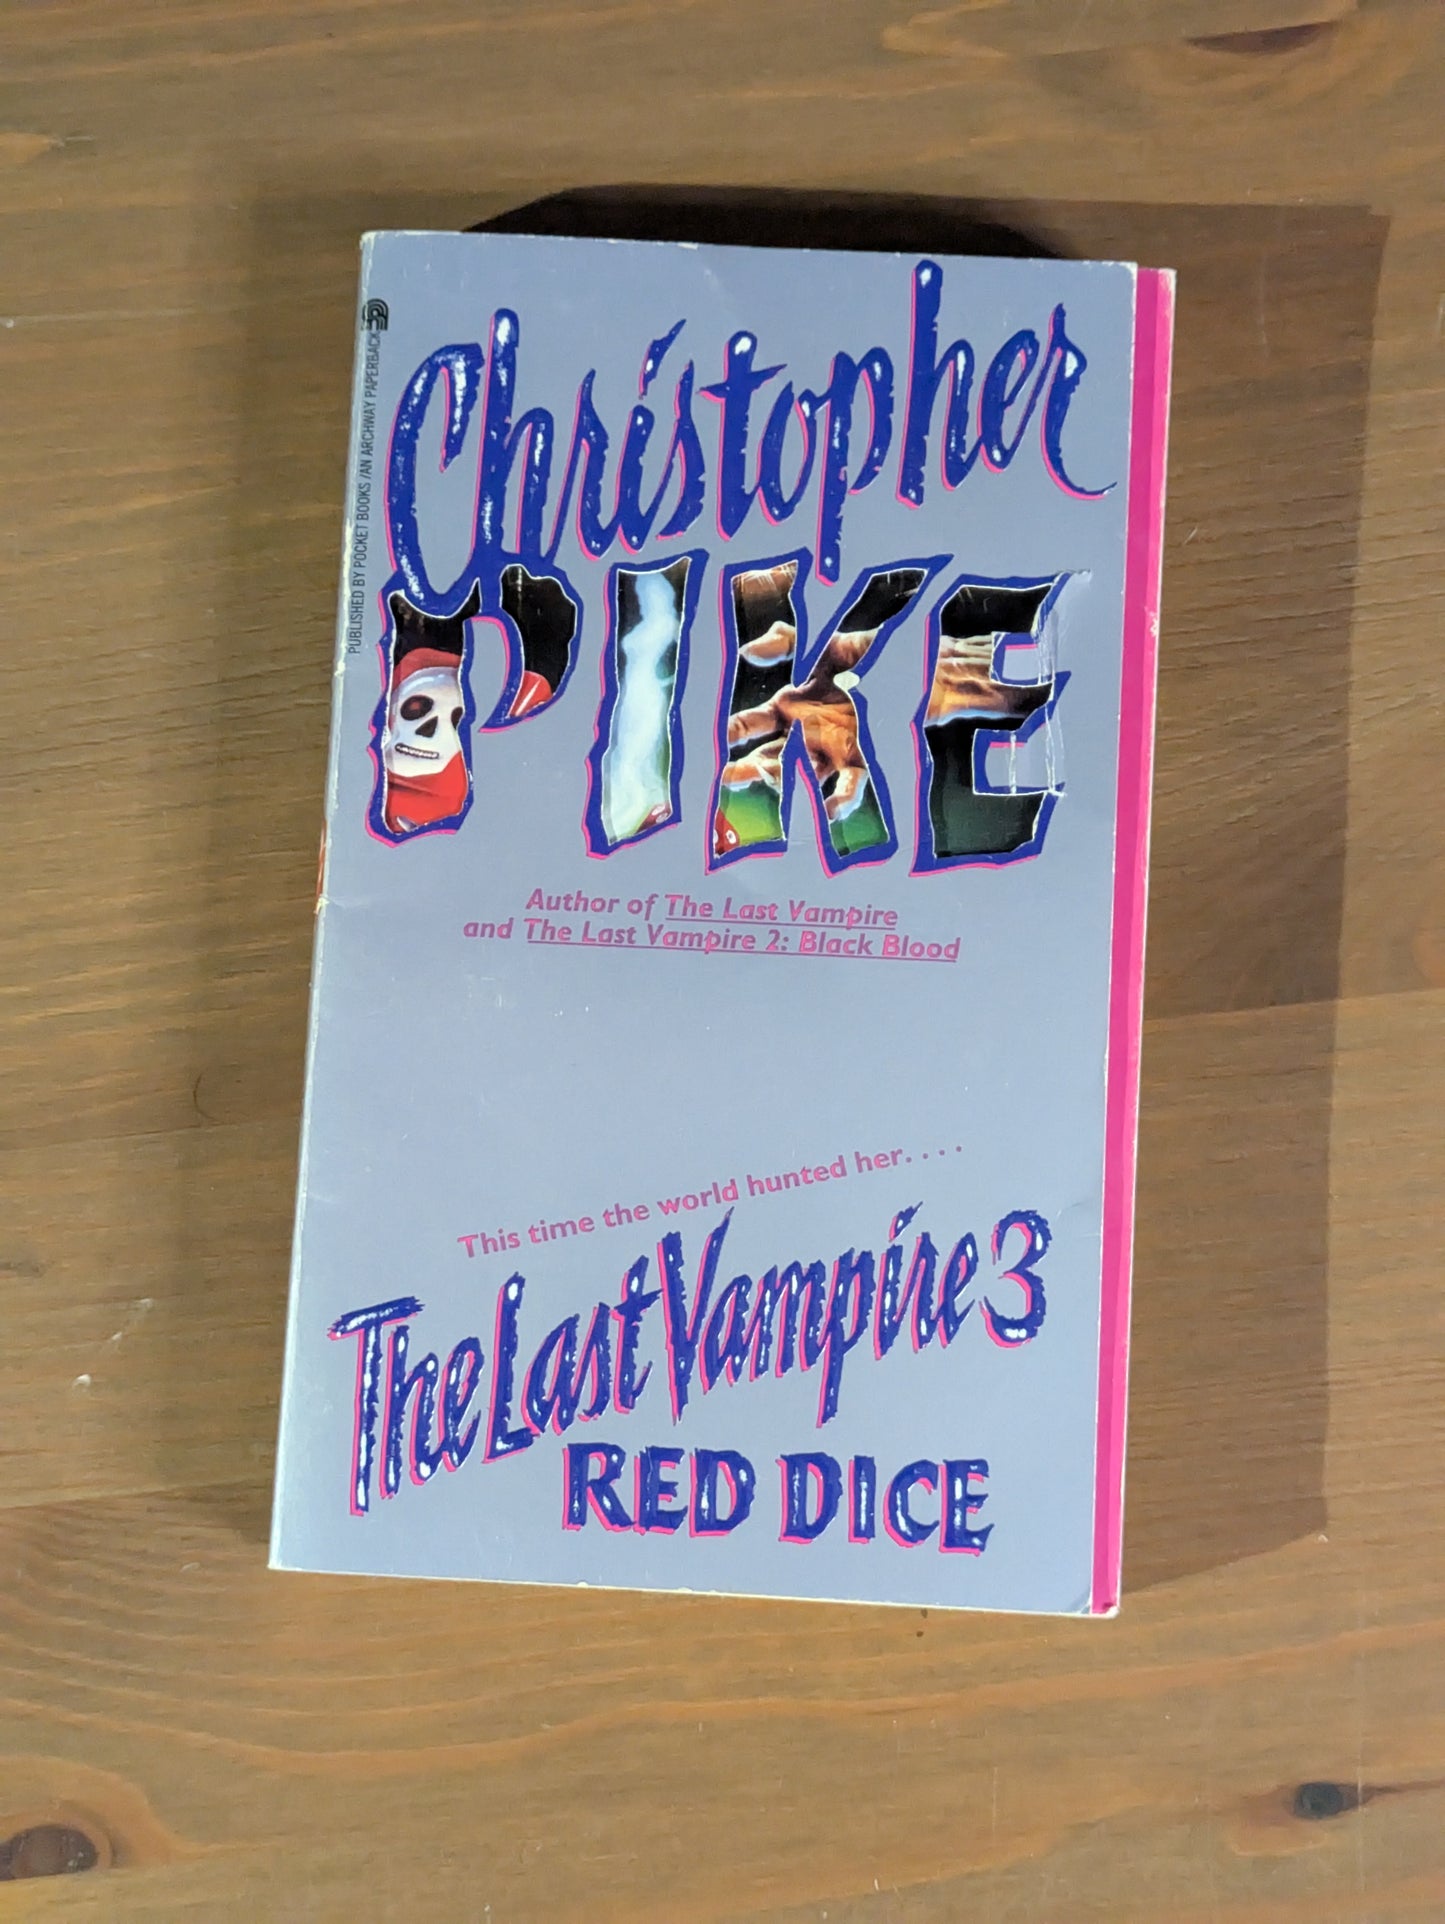 PUBLISHED BY POCKET BOOKS / AN ARCHWAY PAPERBACK
Christopher
PIKE
Author of The Last Vampire
and The Last Vampire 2: Black Blood
This time the world hunted her....
The Last Vampire 3
RED DICE